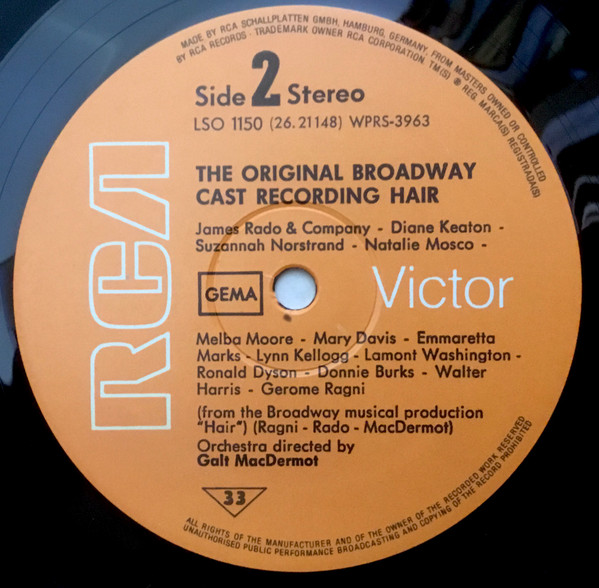 MADE BY RCA SCHALLPLATTEN GMBH, HAMBURG, GERMANY, FROM MASTERS OWNED OR CONTROLLED
BY RCA RECORDS · TRADEMARK OWNER RCA CORPORATION. TM(S) ® REG. MARCA(S) REGISTRADA(S)
Side 2 Stereo
LSO 1150 (26.21148) WPRS-3963
THE ORIGINAL BROADWAY
CAST RECORDING HAIR
James Rado & Company - Diane Keaton -
Suzannah Norstrand - Natalie Mosco -
RCA
GEMA
Victor
Melba Moore - Mary Davis - Emmaretta
Marks - Lynn Kellogg - Lamont Washington -
Ronald Dyson - Donnie Burks - Walter
Harris - Gerome Ragni
(from the Broadway musical production
"Hair") (Ragni - Rado - MacDermot)
Orchestra directed by
Galt MacDermot
33
ALL RIGHTS OF THE MANUFACTURER AND OF THE OWNER OF THE RECORDED WORK RESERVED
UNAUTHORISED PUBLIC PERFORMANCE BROADCASTING AND COPYING OF THE RECORD PROHIBITED